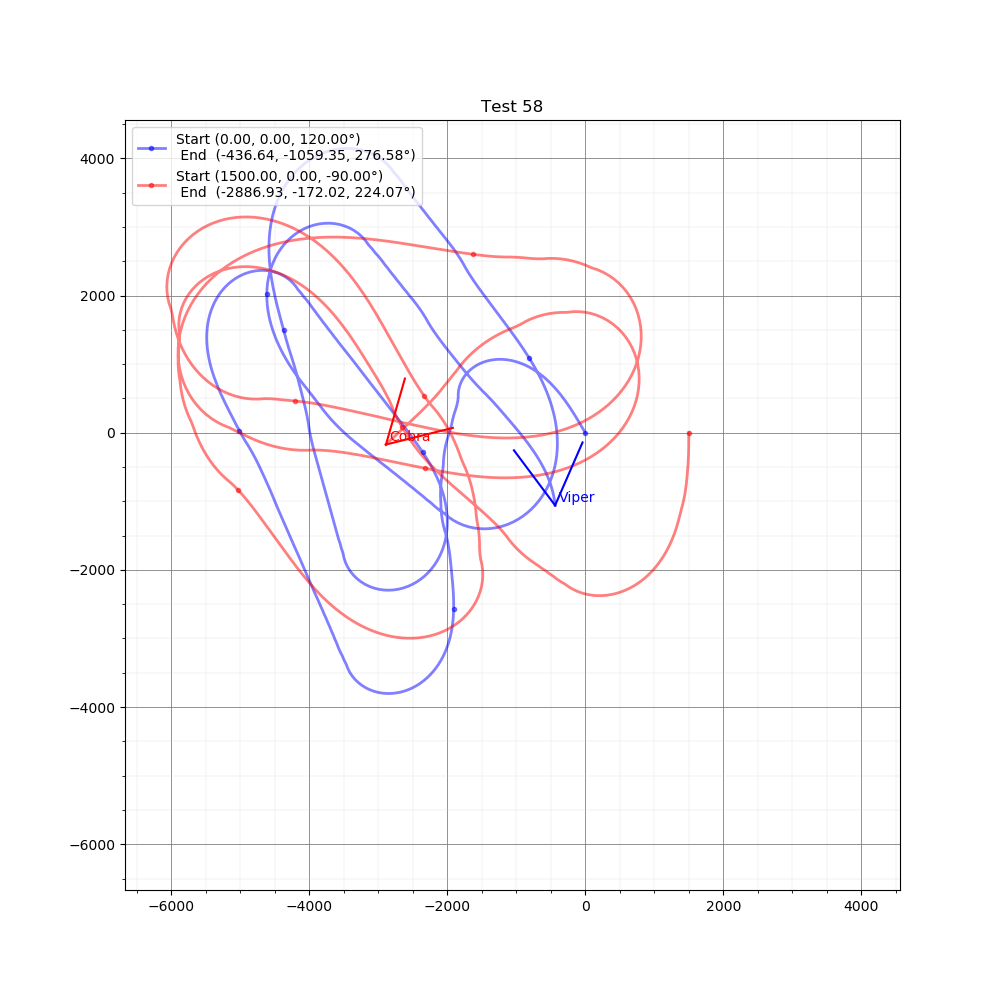 Test 58
Start (0.00, 0.00, 120.00°)
End (-436.64, -1059.35, 276.58°)
Start (1500.00, 0.00, -90.00°)
End (-2886.93, -172.02, 224.07°)
4000
2000
0
−2000
−4000
−6000
Cobra
Viper
−6000 −4000 −2000 0 2000 4000